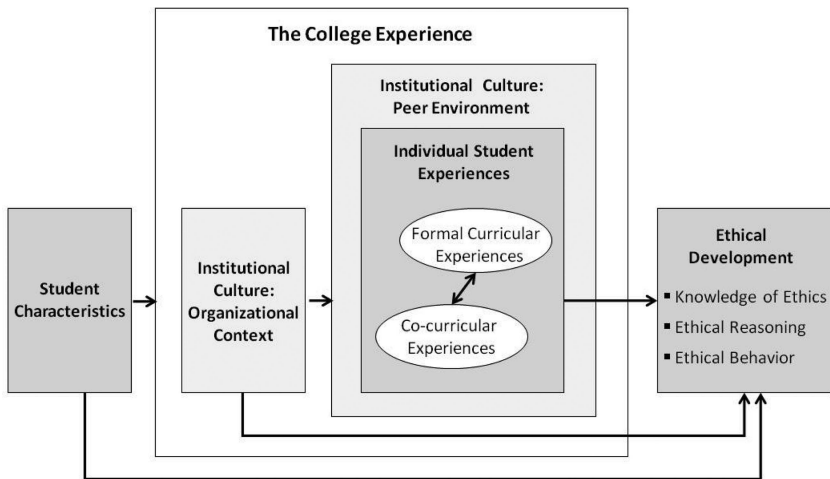 The College Experience
Institutional Culture:
Peer Environment
Individual Student
Experiences
Formal Curricular
Experiences
Co-curricular
Experiences
Student
Characteristics
Institutional
Culture:
Organizational
Context
Ethical
Development
▪ Knowledge of Ethics
▪ Ethical Reasoning
▪ Ethical Behavior